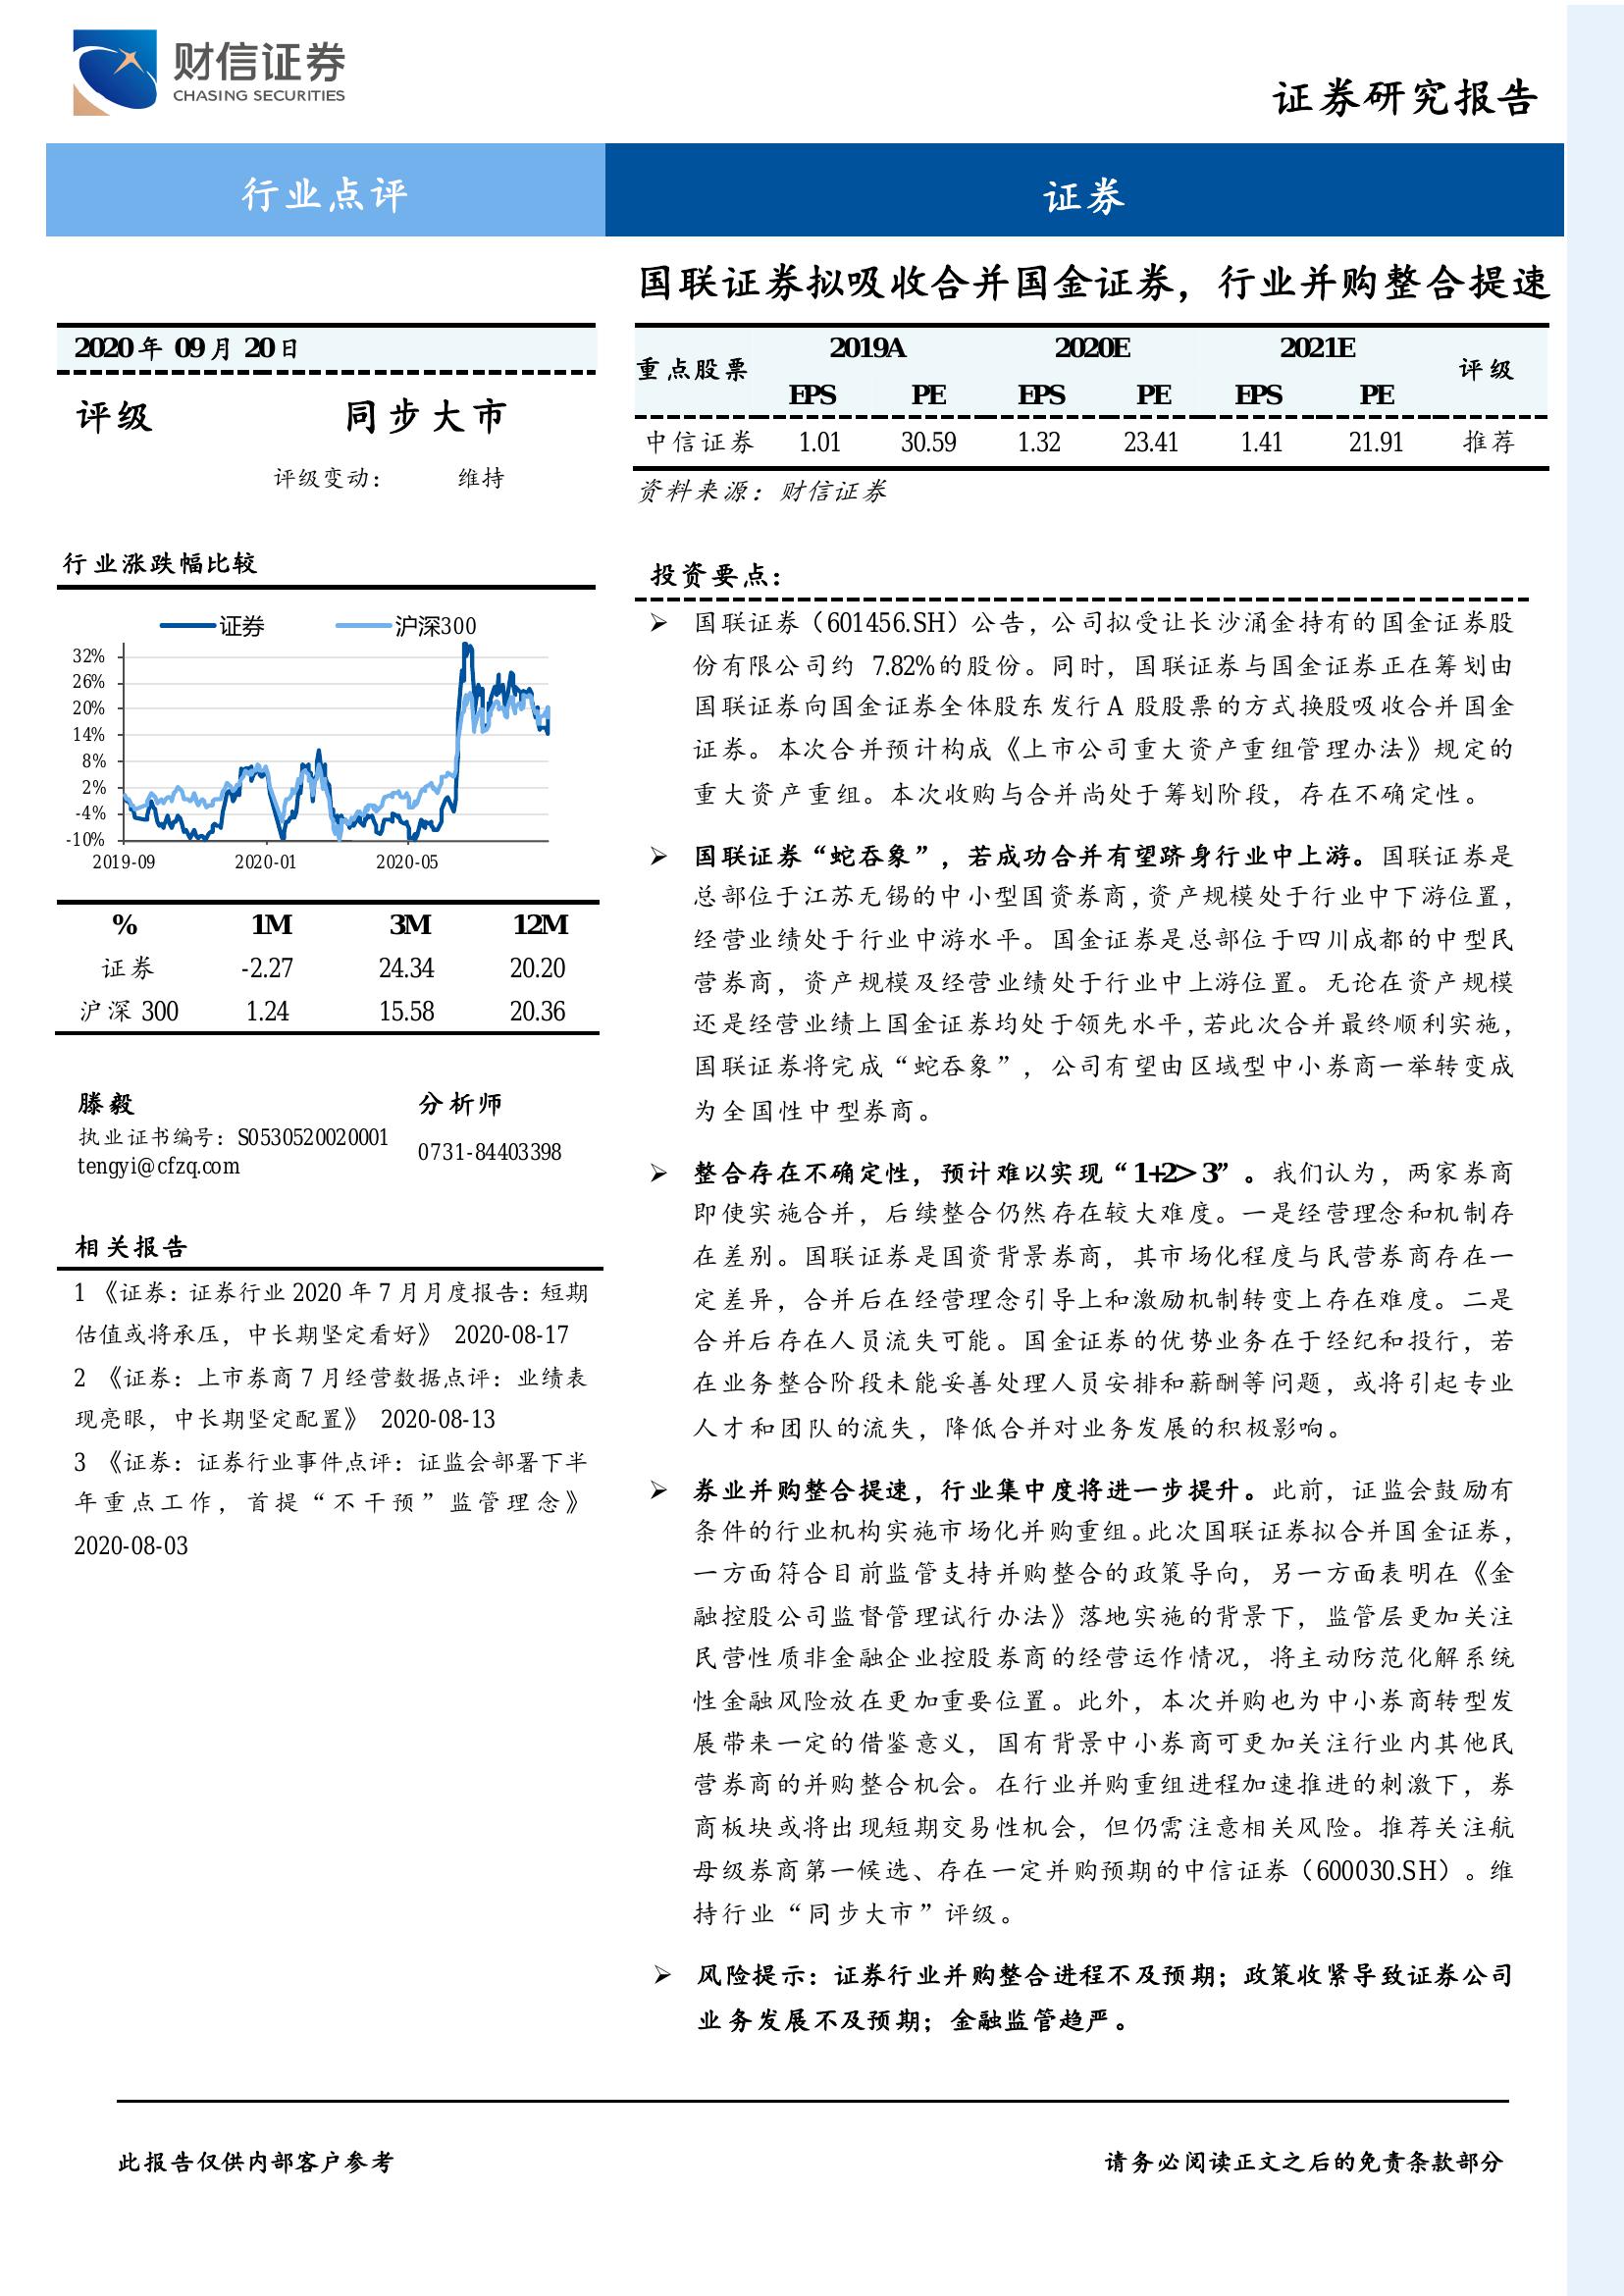 财信证券
CHASING SECURITIES
证券研究报告
行业点评
证券
国联证券拟吸收合并国金证券，行业并购整合提速
2020年 09月 20日
评级 同步大市
评级变动： 维持
行业涨跌幅比较
证券 沪深300
32%
26%
20%
14%
8%
2%
-4%
-10%
2019-09 2020-01 2020-05
% 1M 3M 12M
证券 -2.27 24.34 20.20
沪深 300 1.24 15.58 20.36
滕毅 分析师
执业证书编号：S0530520020001 0731-84403398
tengyi@cfzq.com
相关报告
1 《证券：证券行业 2020 年 7 月月度报告：短期
估值或将承压，中长期坚定看好》 2020-08-17
2 《证券：上市券商 7 月经营数据点评：业绩表
现亮眼，中长期坚定配置》 2020-08-13
3 《证券：证券行业事件点评：证监会部署下半
年重点工作，首提“不干预”监管理念》
2020-08-03
重点股票 2019A 2020E 2021E 评级
EPS PE EPS PE EPS PE
中信证券 1.01 30.59 1.32 23.41 1.41 21.91 推荐
资料来源：财信证券
投资要点：
➢ 国联证券（601456.SH）公告，公司拟受让长沙涌金持有的国金证券股
份有限公司约 7.82%的股份。同时，国联证券与国金证券正在筹划由
国联证券向国金证券全体股东发行 A 股股票的方式换股吸收合并国金
证券。本次合并预计构成《上市公司重大资产重组管理办法》规定的
重大资产重组。本次收购与合并尚处于筹划阶段，存在不确定性。
➢ 国联证券“蛇吞象”，若成功合并有望跻身行业中上游。国联证券是
总部位于江苏无锡的中小型国资券商，资产规模处于行业中下游位置，
经营业绩处于行业中游水平。国金证券是总部位于四川成都的中型民
营券商，资产规模及经营业绩处于行业中上游位置。无论在资产规模
还是经营业绩上国金证券均处于领先水平，若此次合并最终顺利实施，
国联证券将完成“蛇吞象”，公司有望由区域型中小券商一举转变成
为全国性中型券商。
➢ 整合存在不确定性，预计难以实现“1+2>3”。我们认为，两家券商
即使实施合并，后续整合仍然存在较大难度。一是经营理念和机制存
在差别。国联证券是国资背景券商，其市场化程度与民营券商存在一
定差异，合并后在经营理念引导上和激励机制转变上存在难度。二是
合并后存在人员流失可能。国金证券的优势业务在于经纪和投行，若
在业务整合阶段未能妥善处理人员安排和薪酬等问题，或将引起专业
人才和团队的流失，降低合并对业务发展的积极影响。
➢ 券业并购整合提速，行业集中度将进一步提升。此前，证监会鼓励有
条件的行业机构实施市场化并购重组。此次国联证券拟合并国金证券，
一方面符合目前监管支持并购整合的政策导向，另一方面表明在《金
融控股公司监督管理试行办法》落地实施的背景下，监管层更加关注
民营性质非金融企业控股券商的经营运作情况，将主动防范化解系统
性金融风险放在更加重要位置。此外，本次并购也为中小券商转型发
展带来一定的借鉴意义，国有背景中小券商可更加关注行业内其他民
营券商的并购整合机会。在行业并购重组进程加速推进的刺激下，券
商板块或将出现短期交易性机会，但仍需注意相关风险。推荐关注航
母级券商第一候选、存在一定并购预期的中信证券（600030.SH）。维
持行业“同步大市”评级。
➢ 风险提示：证券行业并购整合进程不及预期；政策收紧导致证券公司
业务发展不及预期；金融监管趋严。
此报告仅供内部客户参考
请务必阅读正文之后的免责条款部分